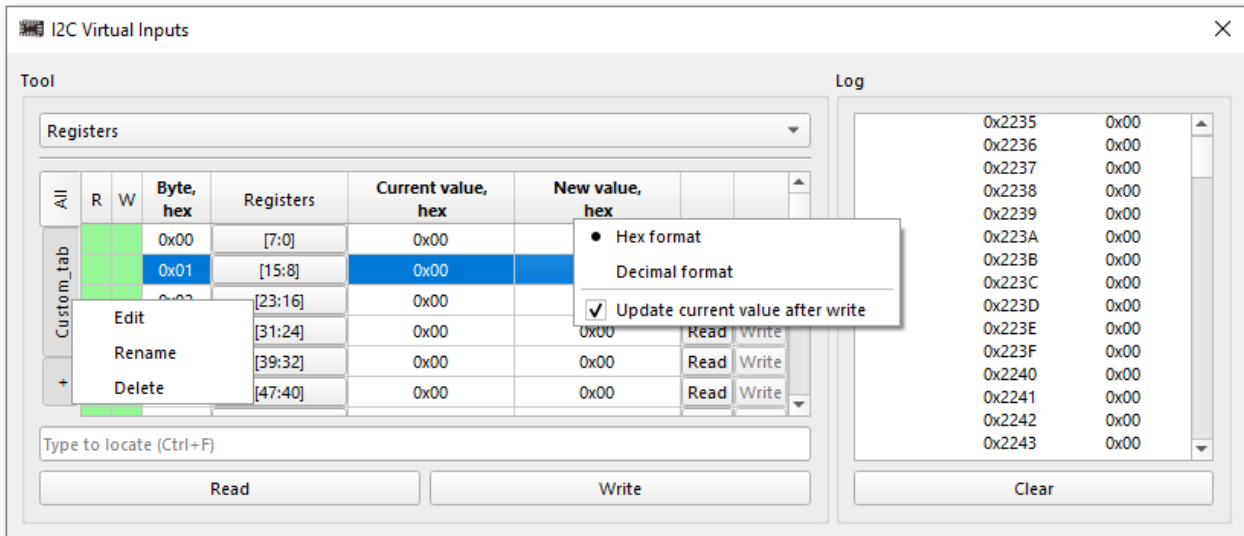 I2C Virtual Inputs
Tool
Registers
All
Custom_tab
+
R W Byte, hex Registers Current value, hex New value, hex
0x00 [7:0] 0x00
0x01 [15:8] 0x00
[23:16] 0x00
[31:24] 0x00 0x00 Read Write
[39:32] 0x00 0x00 Read Write
[47:40] 0x00 0x00 Read Write
Hex format
Decimal format
Update current value after write
Edit
Rename
Delete
Type to locate (Ctrl+F)
Read Write
Log
0x2235 0x00
0x2236 0x00
0x2237 0x00
0x2238 0x00
0x2239 0x00
0x223A 0x00
0x223B 0x00
0x223C 0x00
0x223D 0x00
0x223E 0x00
0x223F 0x00
0x2240 0x00
0x2241 0x00
0x2242 0x00
0x2243 0x00
Clear